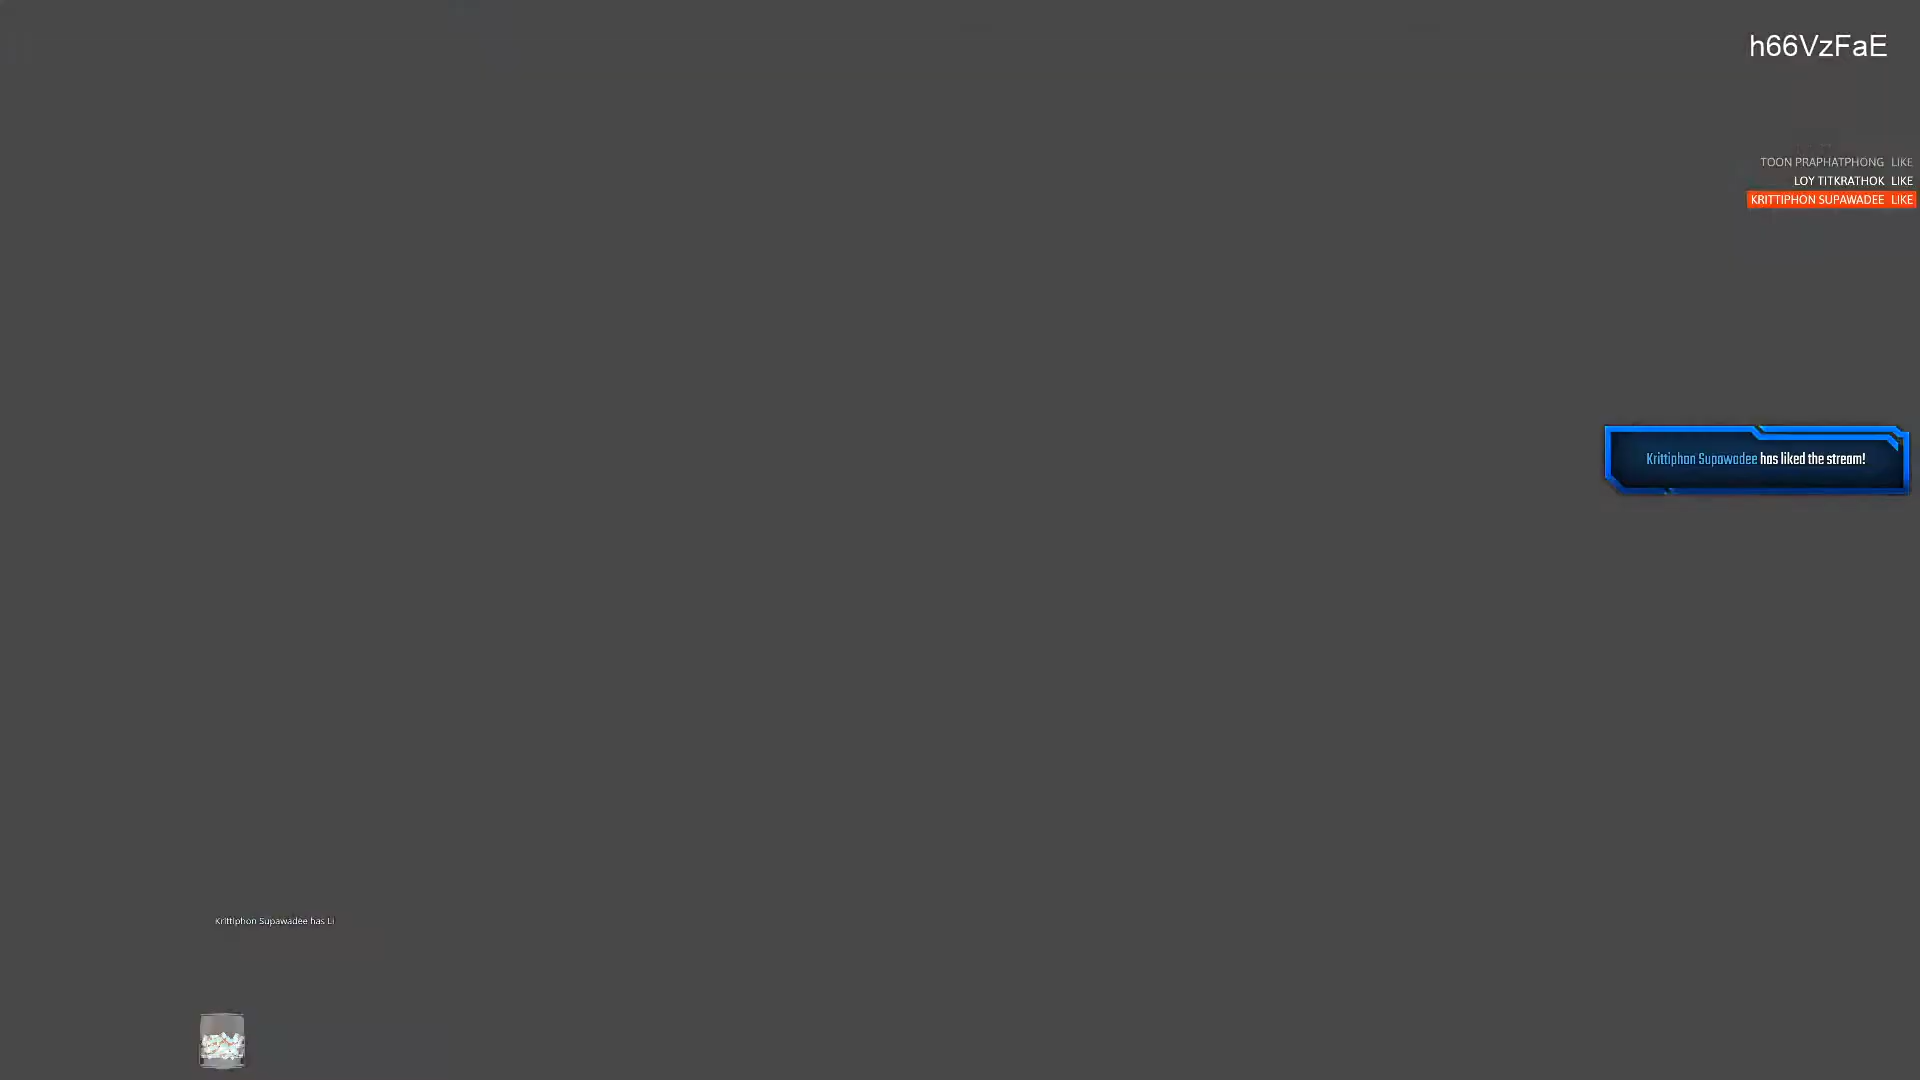 h66VzFaE
TOON PRAPHATPHONG LIKE
LOY TITKRATHOK LIKE
KRITTIPHON SUPAWADEE LIKE
Krittiphon Supawadee has liked the stream!
Krittiphon Supawadee has Li